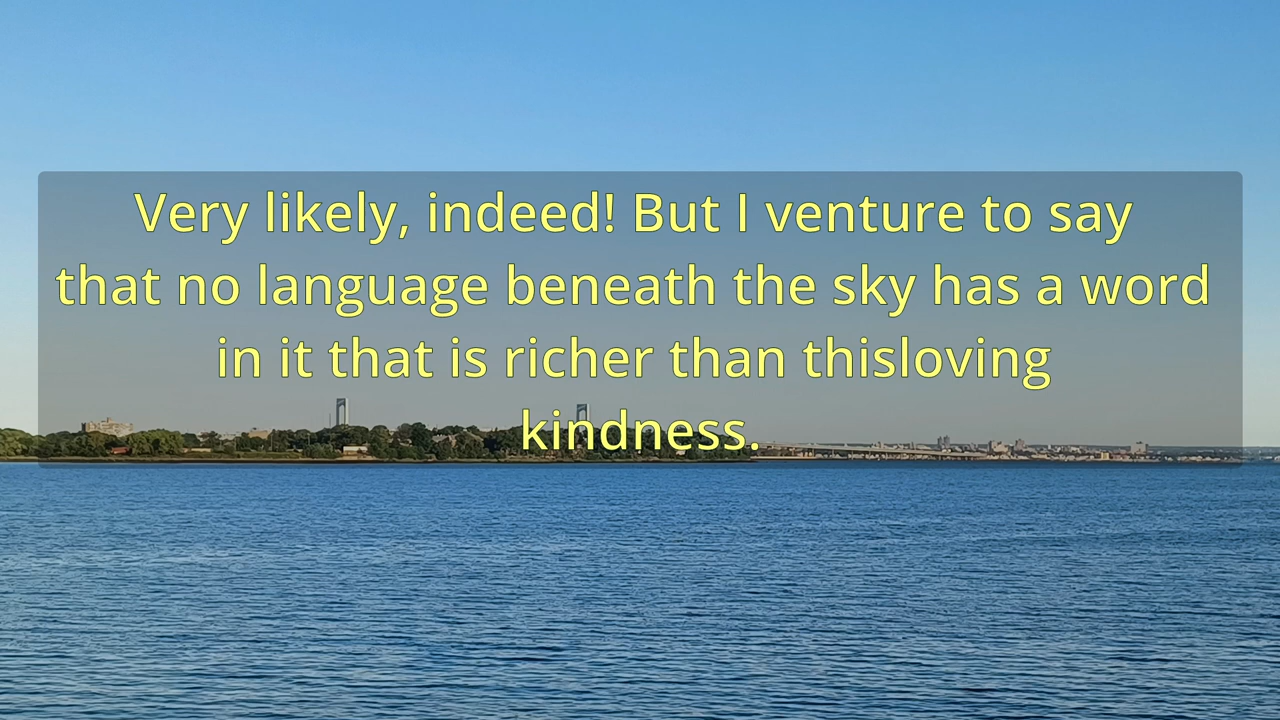 Very likely, indeed! But I venture to say
that no language beneath the sky has a word
in it that is richer than thisloving
kindness.